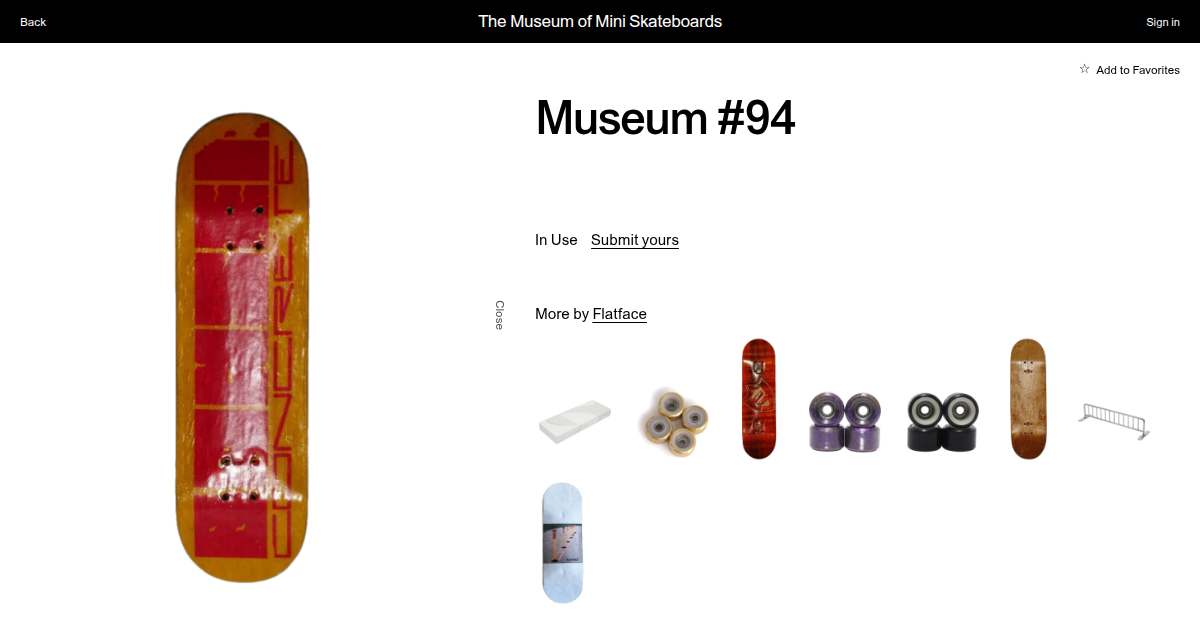 Back
The Museum of Mini Skateboards
Sign in
☆ Add to Favorites
Museum #94
In Use Submit yours
Close
More by Flatface
CONCRETE